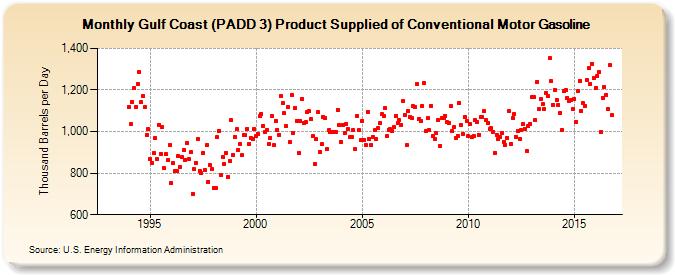 Monthly Gulf Coast (PADD 3) Product Supplied of Conventional Motor Gasoline
Thousand Barrels per Day
1,400
1,200
1,000
800
600
1995 2000 2005 2010 2015
Source: U.S. Energy Information Administration